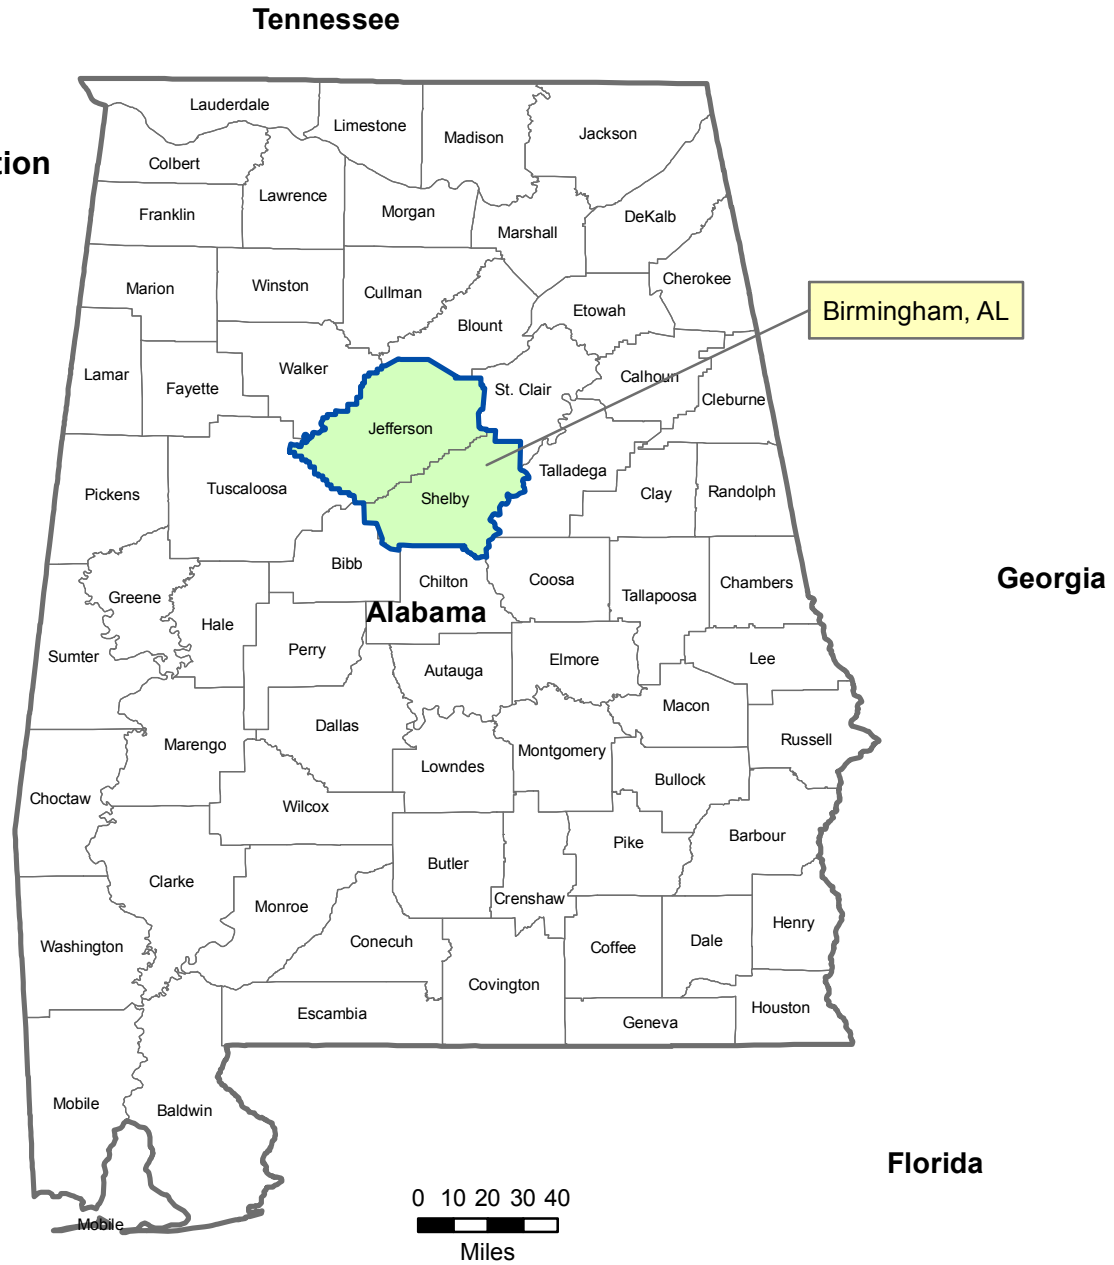 Tennessee
tion
Lauderdale
Limestone
Madison
Jackson
Colbert
Lawrence
Franklin
Morgan
Marshall
DeKalb
Marion
Winston
Cullman
Cherokee
Blount
Etowah
Birmingham, AL
Lamar
Fayette
Walker
St. Clair
Calhoun
Cleburne
Jefferson
Pickens
Tuscaloosa
Shelby
Talladega
Clay
Randolph
Bibb
Chilton
Coosa
Tallapoosa
Chambers
Georgia
Greene
Hale
Alabama
Sumter
Perry
Autauga
Elmore
Lee
Macon
Dallas
Marengo
Montgomery
Russell
Lowndes
Bullock
Choctaw
Wilcox
Pike
Barbour
Butler
Clarke
Crenshaw
Monroe
Henry
Washington
Conecuh
Coffee
Dale
Covington
Escambia
Geneva
Houston
Mobile
Baldwin
Florida
Mobile
0 10 20 30 40
Miles